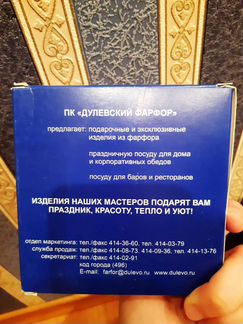 ПК «ДУЛЕВСКИЙ ФАРФОР»
предлагает: подарочные и эксклюзивные
изделия из фарфора
праздничную посуду для дома
и корпоративных обедов
посуду для баров и ресторанов
ИЗДЕЛИЯ НАШИХ МАСТЕРОВ ПОДАРЯТ ВАМ
ПРАЗДНИК, КРАСОТУ, ТЕПЛО И УЮТ!
отдел маркетинга: тел./факс 414-36-60, тел. 414-03-79
служба продаж: тел./факс 414-08-73, 414-09-36, тел. 414-13-76
секретариат: тел./факс 414-02-91
код города (496)
E-mail: farfor@dulevo.ru, www.dulevo.ru